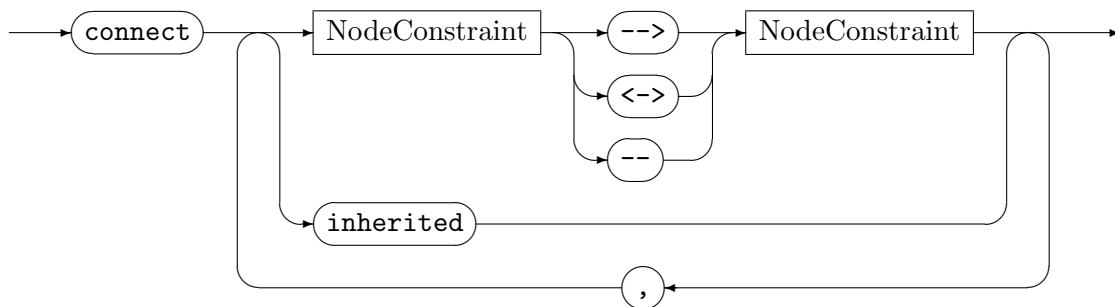 connect NodeConstraint --> NodeConstraint
<->
--
inherited
,